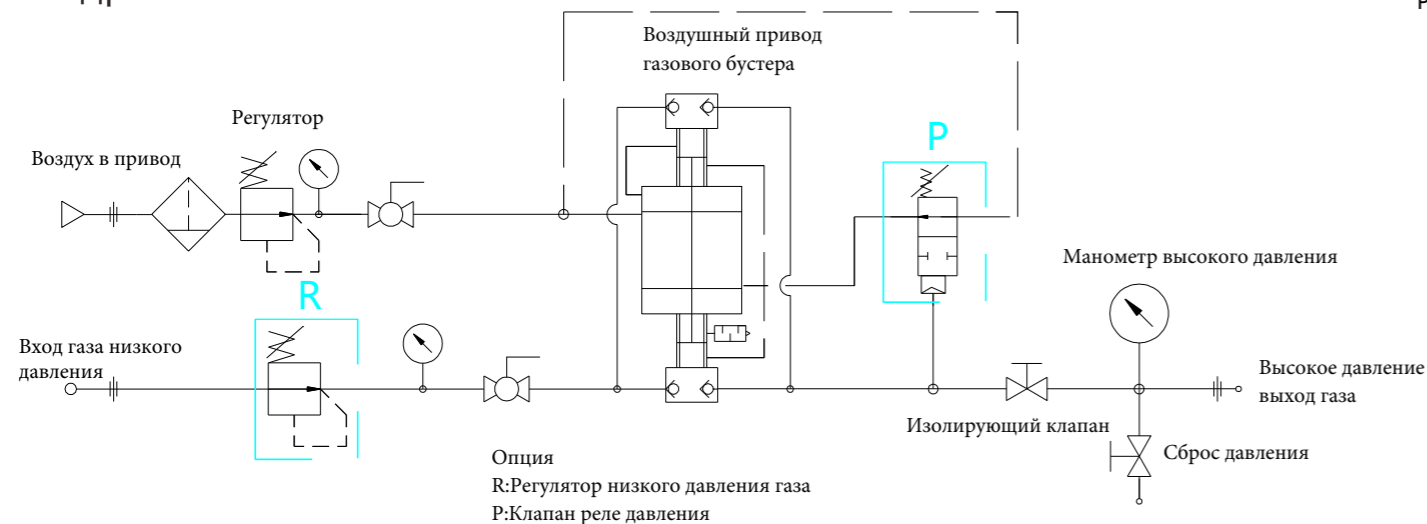 Воздушный привод
газового бустера
Регулятор
Воздух в привод
P
Манометр высокого давления
R
Вход газа низкого
давления
Высокое давление
выход газа
Изолирующий клапан
Сброс давления
Опция
R:Регулятор низкого давления газа
P:Клапан реле давления